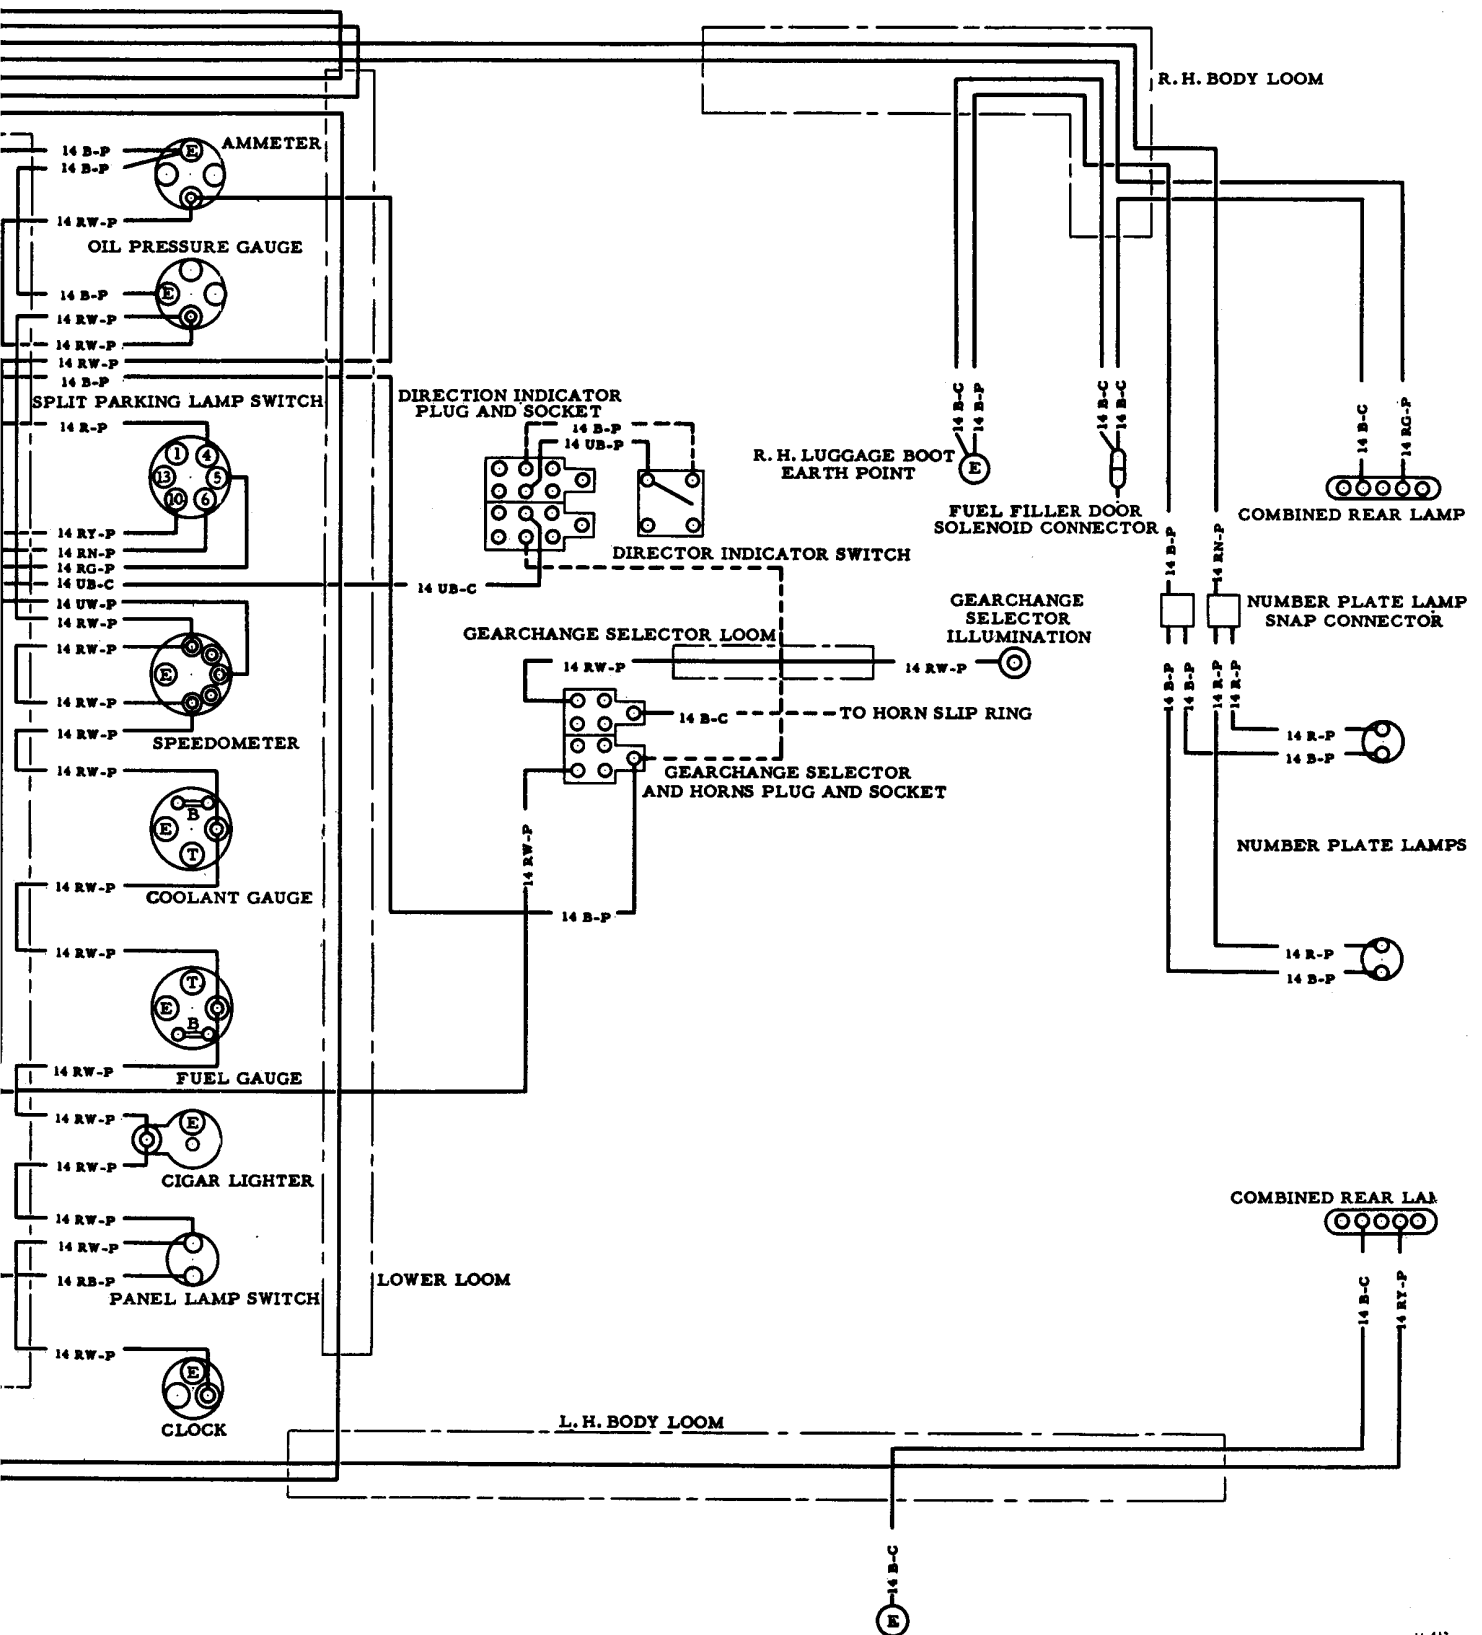 R. H. BODY LOOM
14 B-P
14 B-P
E
AMMETER
14 RW-P
OIL PRESSURE GAUGE
14 B-P
E
14 RW-P
14 RW-P
14 RW-P
14 B-P
SPLIT PARKING LAMP SWITCH
14 R-P
1
4
13
5
10
6
14 RY-P
14 RN-P
14 RG-P
14 UB-C
14 UB-C
14 UW-P
14 RW-P
14 RW-P
E
14 RW-P
SPEEDOMETER
14 RW-P
14 RW-P
B
E
T
COOLANT GAUGE
14 RW-P
14 RW-P
T
E
B
14 RW-P
FUEL GAUGE
14 RW-P
E
14 RW-P
CIGAR LIGHTER
14 RW-P
14 RW-P
14 RB-P
PANEL LAMP SWITCH
LOWER LOOM
14 RW-P
E
CLOCK
DIRECTION INDICATOR
PLUG AND SOCKET
14 B-P
14 UB-P
DIRECTOR INDICATOR SWITCH
GEARCHANGE SELECTOR LOOM
14 RW-P
14 RW-P
GEARCHANGE
SELECTOR
ILLUMINATION
14 B-C
TO HORN SLIP RING
GEARCHANGE SELECTOR
AND HORNS PLUG AND SOCKET
14 RW-P
14 B-P
14 B-C
14 B-P
R. H. LUGGAGE BOOT
EARTH POINT
E
14 B-C
14 B-C
FUEL FILLER DOOR
SOLENOID CONNECTOR
14 B-C
14 RG-P
COMBINED REAR LAMP
14 B-P
14 RN-P
NUMBER PLATE LAMP
SNAP CONNECTOR
14 B-P
14 B-P
14 R-P
14 R-P
14 R-P
14 B-P
NUMBER PLATE LAMPS
14 R-P
14 B-P
COMBINED REAR LAM
14 B-C
14 RY-P
L. H. BODY LOOM
14 B-C
E